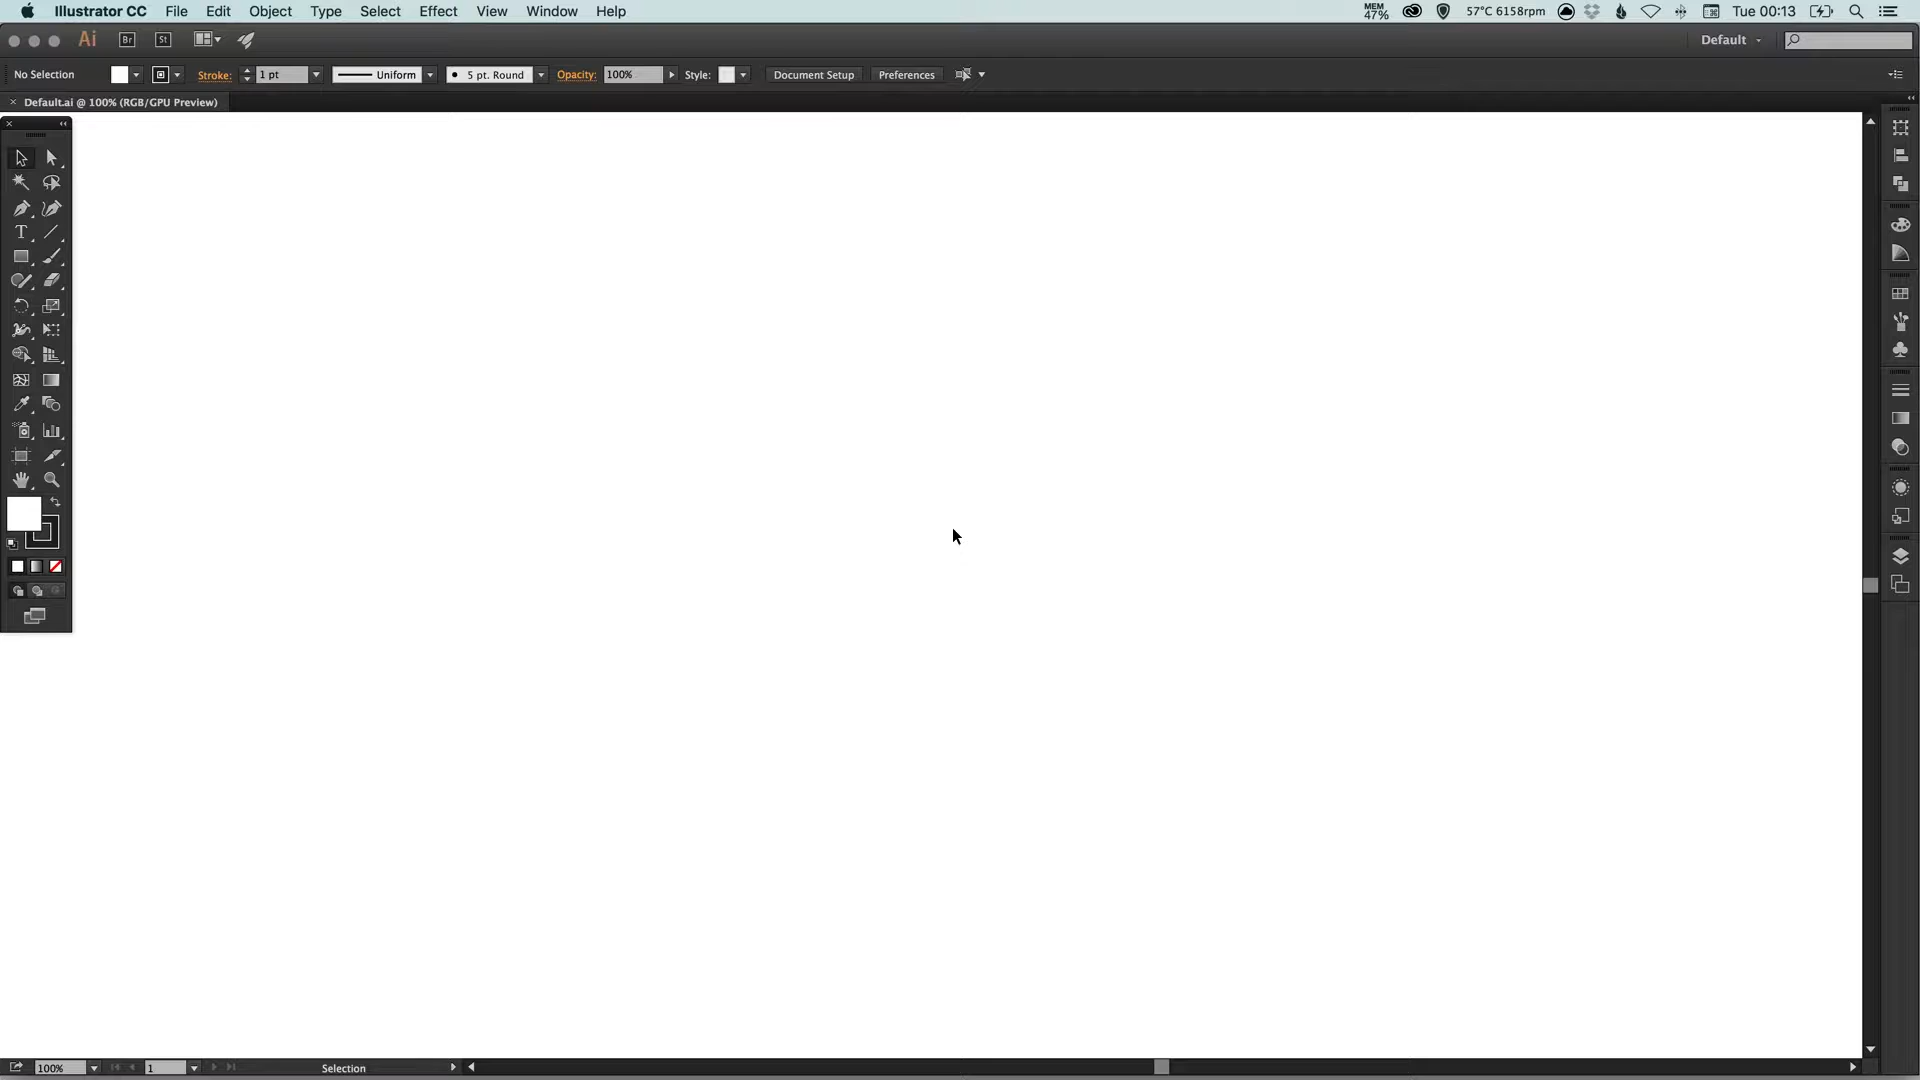 Illustrator CC File Edit Object Type Select Effect View Window Help MEM 47% 57°C 6158rpm Tue 00:13
Ai Br St Default
No Selection Stroke: 1 pt Uniform 5 pt. Round Opacity: 100% Style: Document Setup Preferences
× Default.ai @ 100% (RGB/GPU Preview)
T
100% 1 Selection